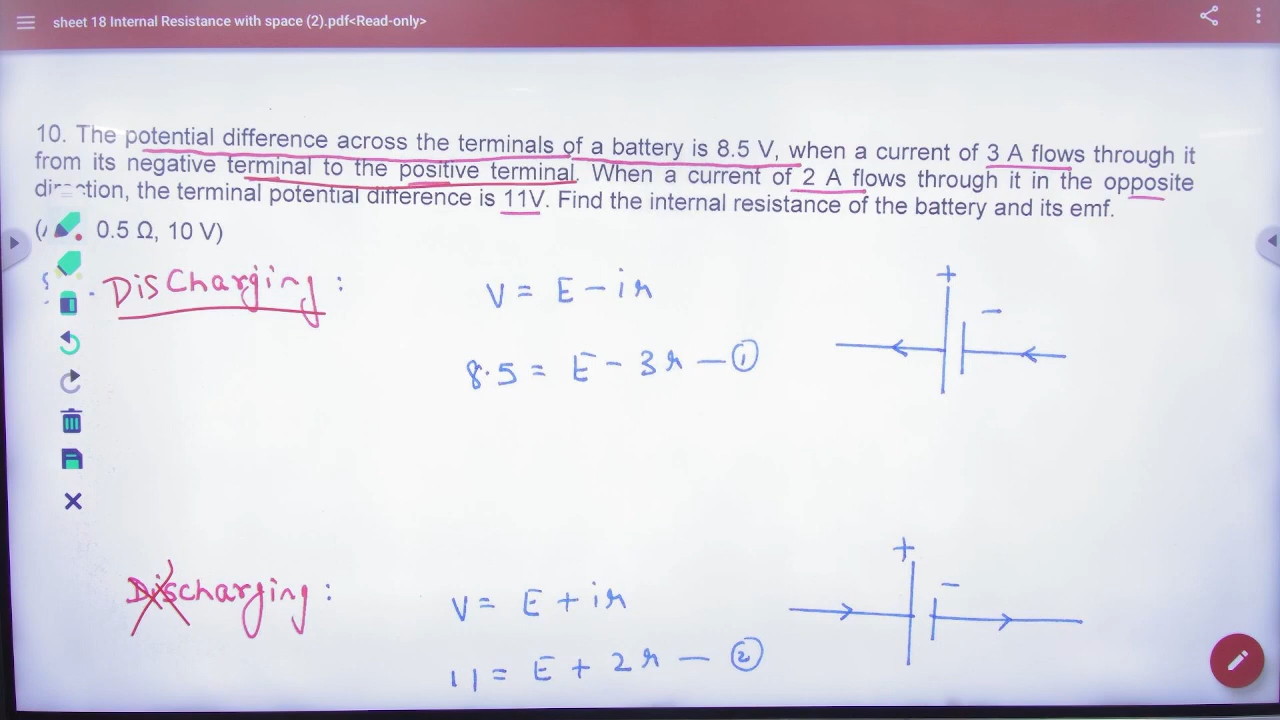 sheet 18 Internal Resistance with space (2).pdf<Read-only>
10. The potential difference across the terminals of a battery is 8.5 V, when a current of 3 A flows through it
from its negative terminal to the positive terminal. When a current of 2 A flows through it in the opposite
direction, the terminal potential difference is 11V. Find the internal resistance of the battery and its emf.
0.5 Ω, 10 V)
DisCharging :
V = E - ir
8.5 = E - 3r - ①
+
-
charging :
V = E + ir
11 = E + 2r - ②
+
-